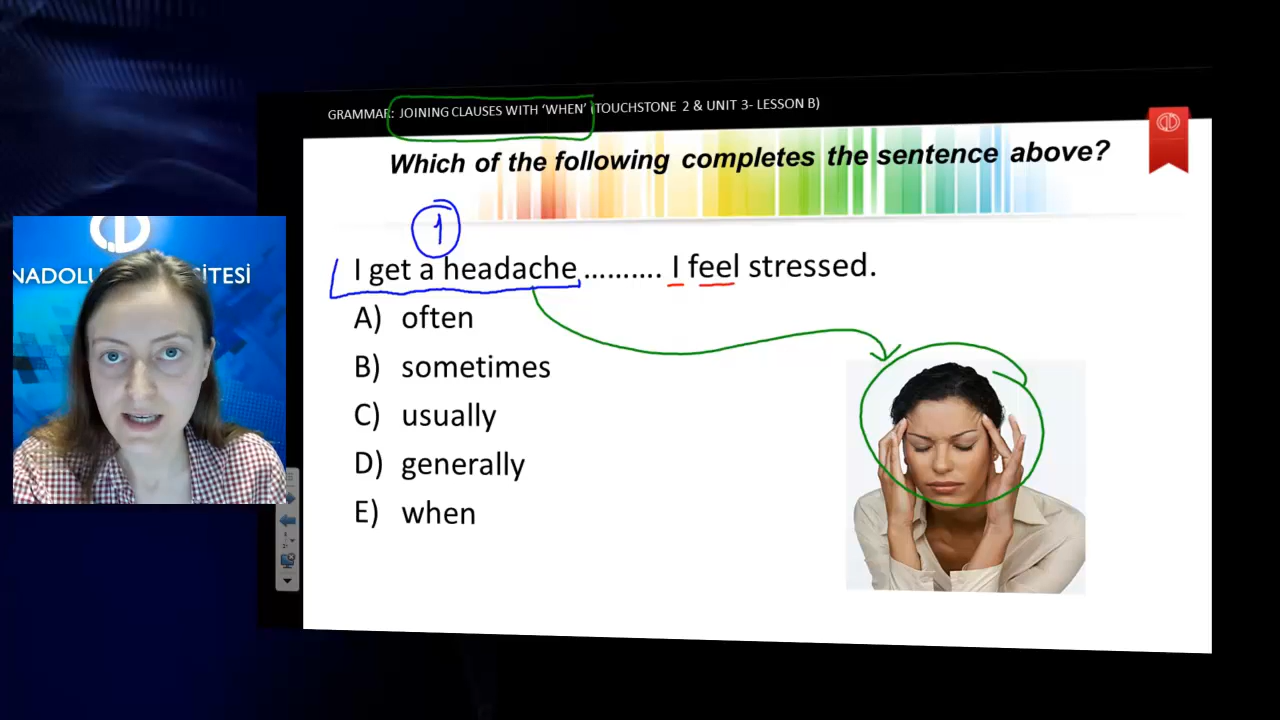 GRAMMAR: JOINING CLAUSES WITH 'WHEN' (TOUCHSTONE 2 & UNIT 3- LESSON B)
Which of the following completes the sentence above?
1
I get a headache .......... I feel stressed.
A) often
B) sometimes
C) usually
D) generally
E) when
NADOLU SİTESİ